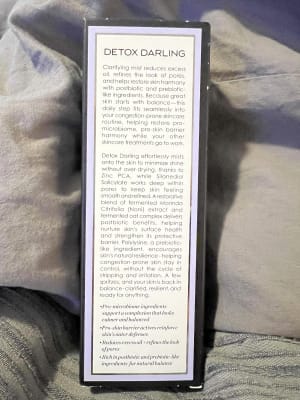 DETOX DARLING
Clarifying mist reduces excess
oil, refines the look of pores,
and helps restore skin harmony
with postbiotic and prebiotic-
like ingredients. Because great
skin starts with balance—this
daily step fits seamlessly into
your congestion-prone skincare
routine, helping restore pro-
microbiome, pro-skin barrier
harmony while your other
skincare treatments go to work.
Detox Darling effortlessly mists
onto the skin to minimize shine
without over-drying, thanks to
Zinc PCA, while Silanediol
Salicylate works deep within
pores to keep skin feeling
smooth and refined. A restorative
blend of fermented Morinda
Citrifolia (Noni) extract and
fermented oat complex delivers
postbiotic benefits, helping
nurture skin's surface health
and strengthen its protective
barrier. Polylysine, a prebiotic-
like ingredient, encourages
skin's natural resilience - helping
congestion-prone skin stay in
control, without the cycle of
stripping and irritation. A few
spritzes, and your skin is back in
balance - clarified, resilient, and
ready for anything.
•Pro-microbiome ingredients
support a complexion that looks
calmer and balanced
•Pro-skin barrier actives reinforce
skin's outer defenses
•Reduces excess oil + refines the look
of pores
•Rich in postbiotic and prebiotic-like
ingredients for natural balance